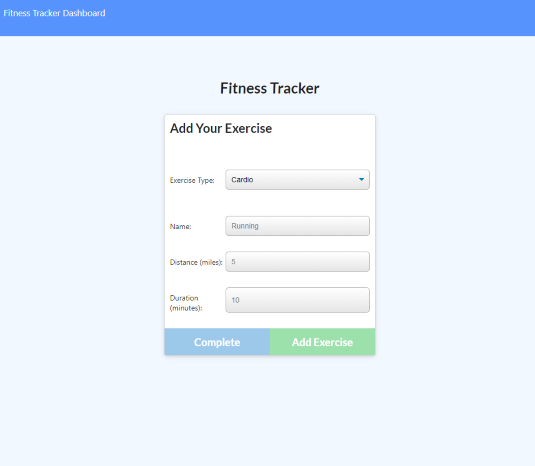 Fitness Tracker Dashboard
Fitness Tracker
Add Your Exercise
Exercise Type: Cardio
Name: Running
Distance (miles): 5
Duration
(minutes): 10
Complete Add Exercise